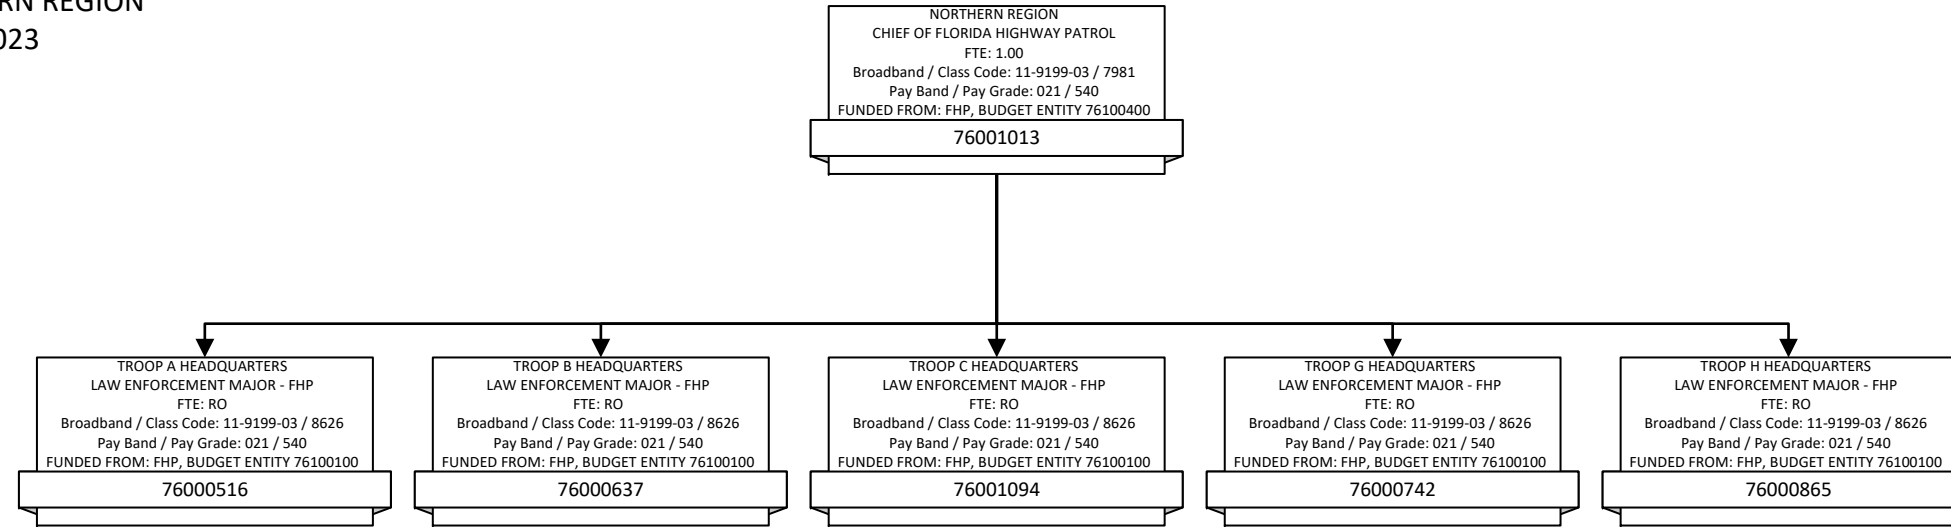 RN REGION
023
NORTHERN REGION
CHIEF OF FLORIDA HIGHWAY PATROL
FTE: 1.00
Broadband / Class Code: 11-9199-03 / 7981
Pay Band / Pay Grade: 021 / 540
FUNDED FROM: FHP, BUDGET ENTITY 76100400
76001013
TROOP A HEADQUARTERS
LAW ENFORCEMENT MAJOR - FHP
FTE: RO
Broadband / Class Code: 11-9199-03 / 8626
Pay Band / Pay Grade: 021 / 540
FUNDED FROM: FHP, BUDGET ENTITY 76100100
76000516
TROOP B HEADQUARTERS
LAW ENFORCEMENT MAJOR - FHP
FTE: RO
Broadband / Class Code: 11-9199-03 / 8626
Pay Band / Pay Grade: 021 / 540
FUNDED FROM: FHP, BUDGET ENTITY 76100100
76000637
TROOP C HEADQUARTERS
LAW ENFORCEMENT MAJOR - FHP
FTE: RO
Broadband / Class Code: 11-9199-03 / 8626
Pay Band / Pay Grade: 021 / 540
FUNDED FROM: FHP, BUDGET ENTITY 76100100
76001094
TROOP G HEADQUARTERS
LAW ENFORCEMENT MAJOR - FHP
FTE: RO
Broadband / Class Code: 11-9199-03 / 8626
Pay Band / Pay Grade: 021 / 540
FUNDED FROM: FHP, BUDGET ENTITY 76100100
76000742
TROOP H HEADQUARTERS
LAW ENFORCEMENT MAJOR - FHP
FTE: RO
Broadband / Class Code: 11-9199-03 / 8626
Pay Band / Pay Grade: 021 / 540
FUNDED FROM: FHP, BUDGET ENTITY 76100100
76000865